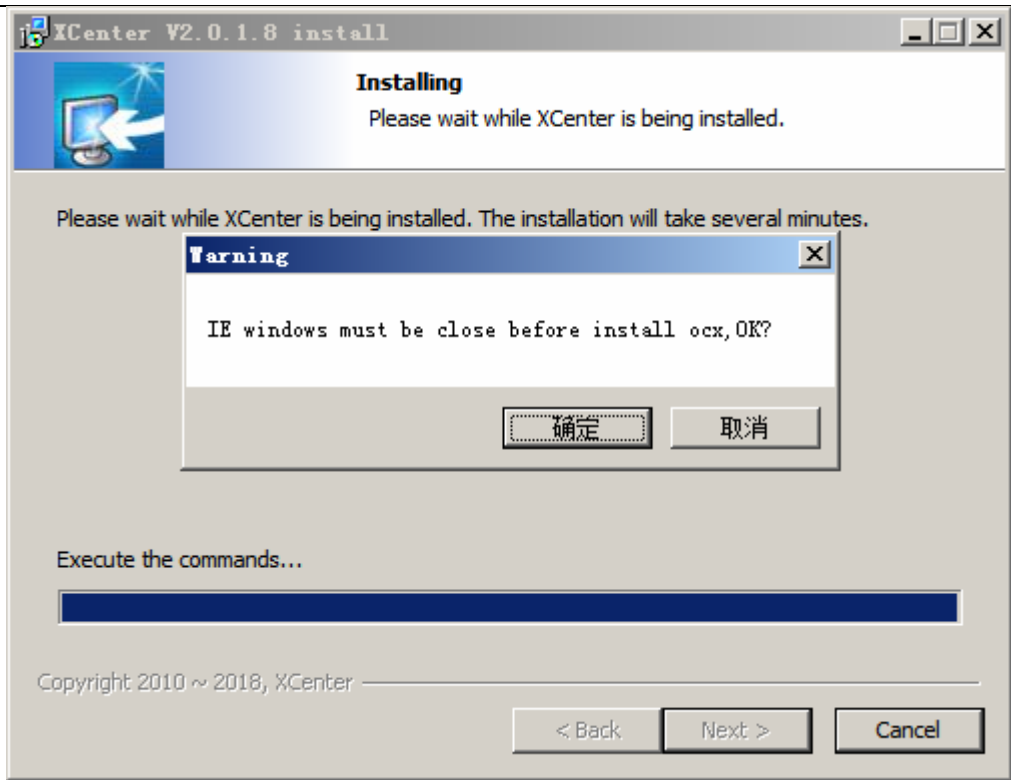 XCenter V2.0.1.8 install
Installing
Please wait while XCenter is being installed.
Please wait while XCenter is being installed. The installation will take several minutes.
Warning
IE windows must be close before install ocx,OK?
确定
取消
Execute the commands...
Copyright 2010 ~ 2018, XCenter
< Back
Next >
Cancel